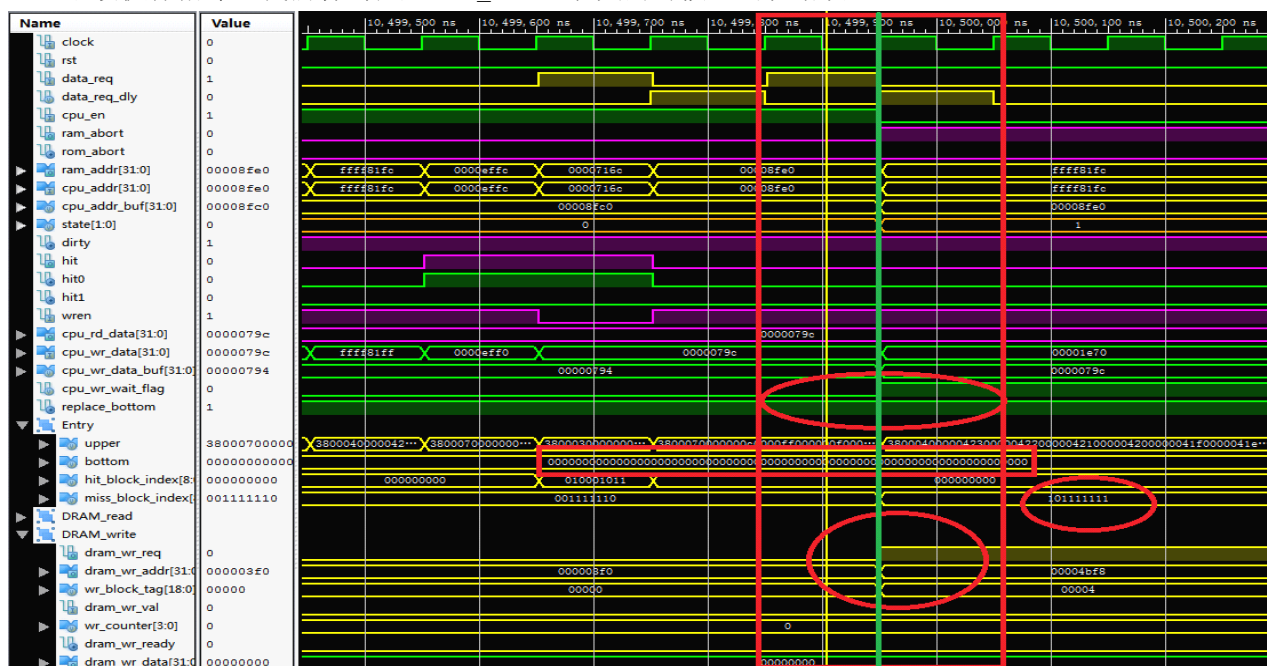 Name Value 10,499,500 ns 10,499,600 ns 10,499,700 ns 10,500,100 ns 10,500,200 ns
clock 0
rst 0
data_req 1
data_req_dly 0
cpu_en 1
ram_abort 0
rom_abort 0
ram_addr[31:0] 00008fe0 ffff81fc 0000effc 0000716c 00008fe0 ffff81fc
cpu_addr[31:0] 00008fe0 ffff81fc 0000effc 0000716c 00008fe0 ffff81fc
cpu_addr_buf[31:0] 00008fc0 00008fc0 00008fe0
state[1:0] 0 0 1
dirty 1
hit 0
hit0 0
hit1 0
wren 1
cpu_rd_data[31:0] 0000079c 0000079c
cpu_wr_data[31:0] 0000079c ffff81ff 0000eff0 0000079c 00001e70
cpu_wr_data_buf[31:0] 00000794 00000794 0000079c
cpu_wr_wait_flag 0
replace_bottom 1
Entry
upper 38000700000 3800040000042··· 3800070000000··· 3800030000000···
bottom 00000000000
hit_block_index[8: 000000000 000000000 010001011 000000000
miss_block_index[ 001111110 001111110 101111111
DRAM_read
DRAM_write
dram_wr_req 0
dram_wr_addr[31:0 000003f0 000003f0 00004bf8
wr_block_tag[18:0] 00000 00000 00004
dram_wr_val 0
wr_counter[3:0] 0 0
dram_wr_ready 0
dram_wr_data[31:0 00000000 00000000